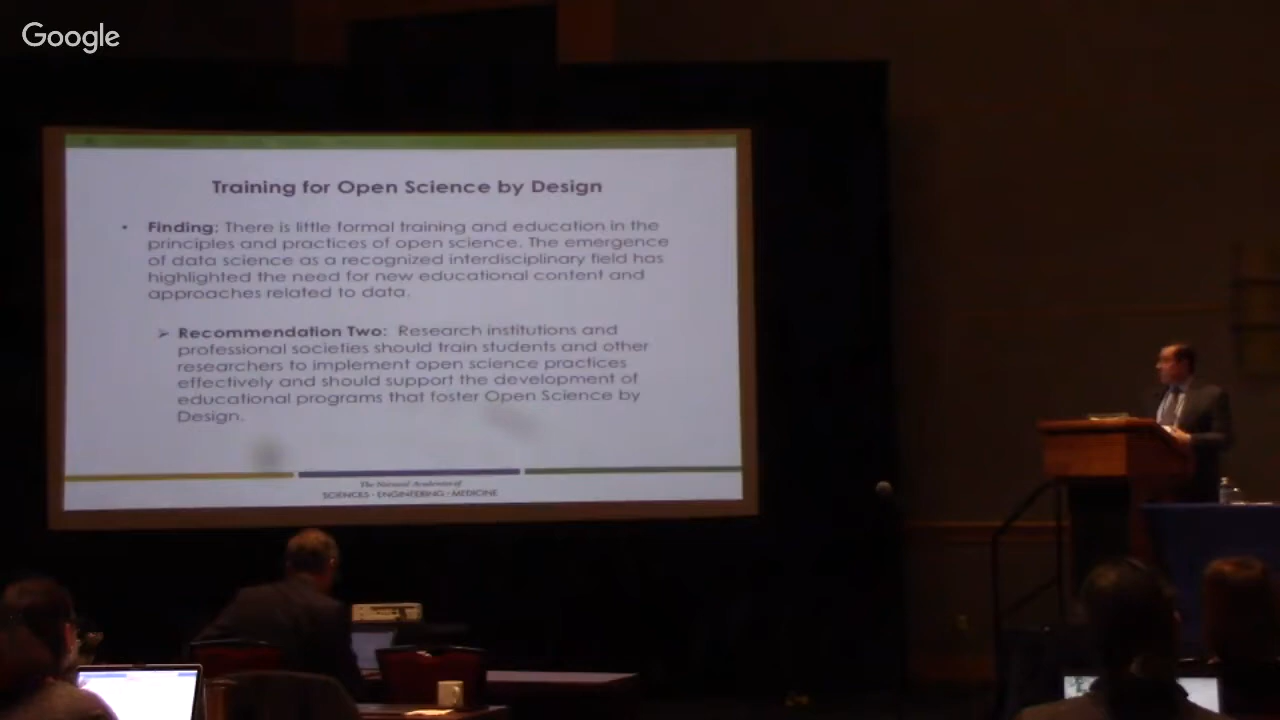 Google
Training for Open Science by Design
• Finding: There is little formal training and education in the
principles and practices of open science. The emergence
of data science as a recognized interdisciplinary field has
highlighted the need for new educational content and
approaches related to data.
➢ Recommendation Two: Research institutions and
professional societies should train students and other
researchers to implement open science practices
effectively and should support the development of
educational programs that foster Open Science by
Design.
The National Academies of
SCIENCES • ENGINEERING • MEDICINE